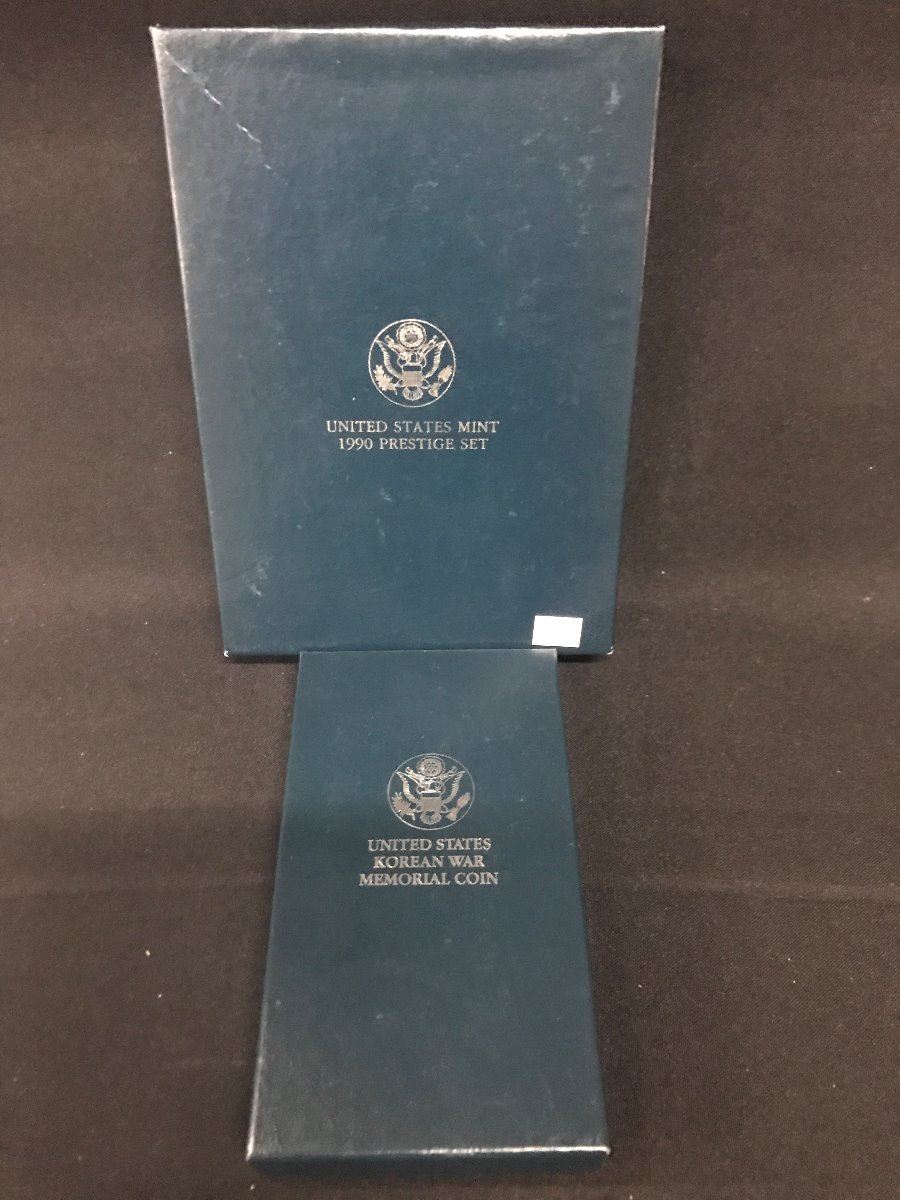 UNITED STATES MINT
1990 PRESTIGE SET
UNITED STATES
KOREAN WAR
MEMORIAL COIN